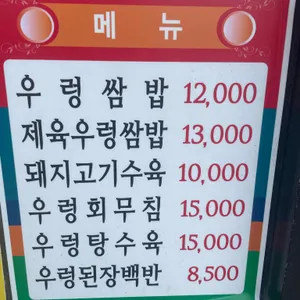 메뉴
우렁쌈밥 12,000
제육우렁쌈밥 13,000
돼지고기수육 10,000
우렁회무침 15,000
우렁탕수육 15,000
우렁된장백반 8,500